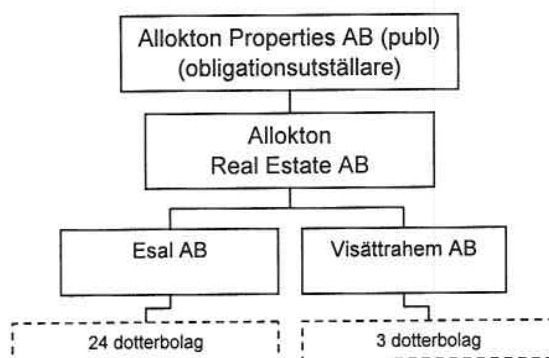 Allokton Properties AB (publ)
(obligationsutställare)
Allokton
Real Estate AB
Esal AB
Visättrahem AB
24 dotterbolag
3 dotterbolag